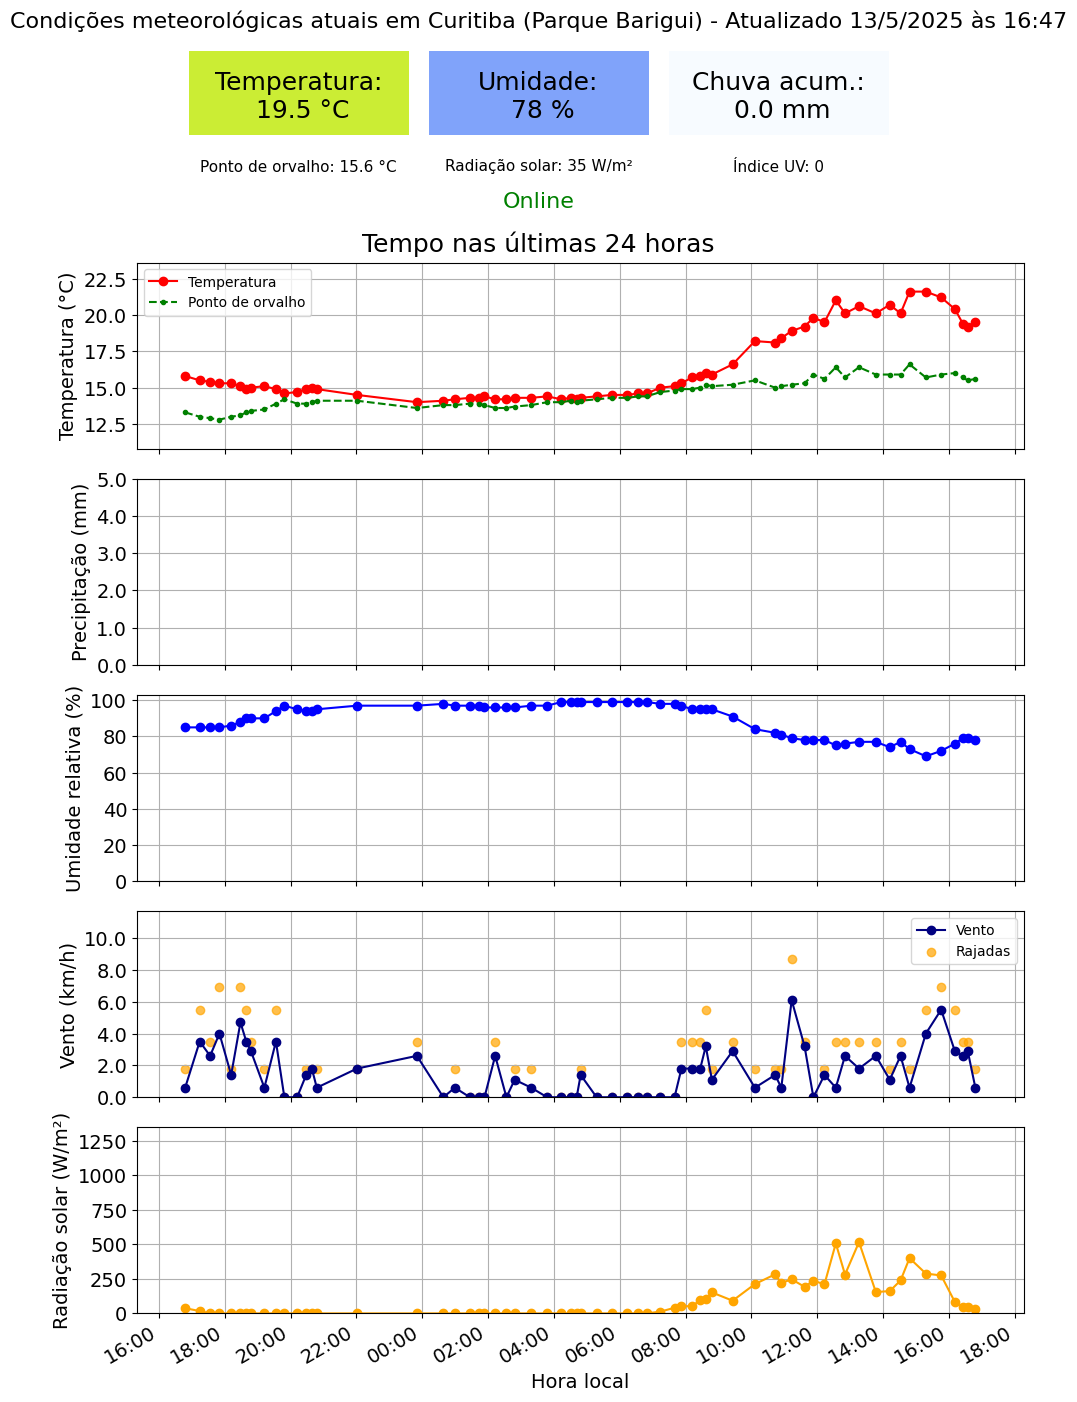 Condições meteorológicas atuais em Curitiba (Parque Barigui) - Atualizado 13/5/2025 às 16:47
Temperatura:
19.5 °C
Umidade:
78 %
Chuva acum.:
0.0 mm
Ponto de orvalho: 15.6 °C
Radiação solar: 35 W/m²
Índice UV: 0
Online
Tempo nas últimas 24 horas
Temperatura (°C)
22.5
20.0
17.5
15.0
12.5
Temperatura
Ponto de orvalho
Precipitação (mm)
5.0
4.0
3.0
2.0
1.0
0.0
Umidade relativa (%)
100
80
60
40
20
0
Vento (km/h)
10.0
8.0
6.0
4.0
2.0
0.0
Vento
Rajadas
Radiação solar (W/m²)
1250
1000
750
500
250
0
16:00
18:00
20:00
22:00
00:00
02:00
04:00
06:00
08:00
10:00
12:00
14:00
16:00
18:00
Hora local